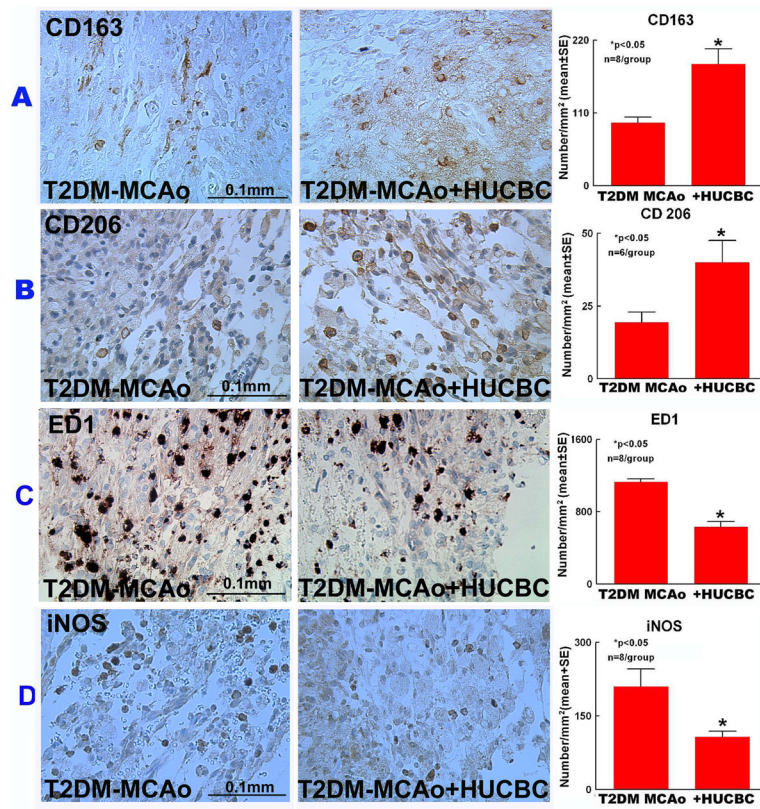 A
CD163
T2DM-MCAo
0.1mm
T2DM-MCAo+HUCBC
CD163
*p<0.05
n=8/group
*
Number/mm² (mean±SE)
220
110
0
T2DM MCAo +HUCBC
B
CD206
T2DM-MCAo
0.1mm
T2DM-MCAo+HUCBC
CD 206
*p<0.05
n=6/group
*
Number/mm² (mean±SE)
50
25
0
T2DM MCAo +HUCBC
C
ED1
T2DM-MCAo
0.1mm
T2DM-MCAo+HUCBC
ED1
*p<0.05
n=8/group
*
Number/mm² (mean±SE)
1600
800
0
T2DM MCAo +HUCBC
D
iNOS
T2DM-MCAo
0.1mm
T2DM-MCAo+HUCBC
iNOS
*p<0.05
n=8/group
*
Number/mm² (mean+SE)
300
150
0
T2DM MCAo +HUCBC